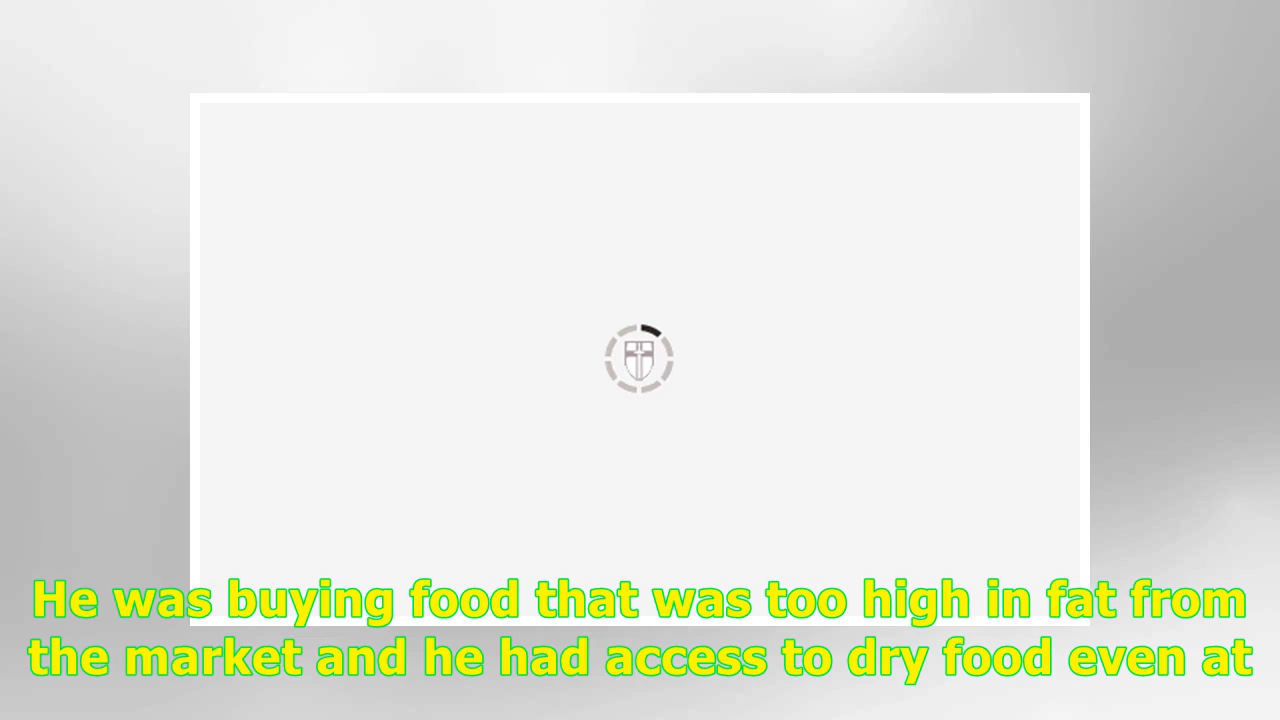 He was buying food that was too high in fat from
the market and he had access to dry food even at